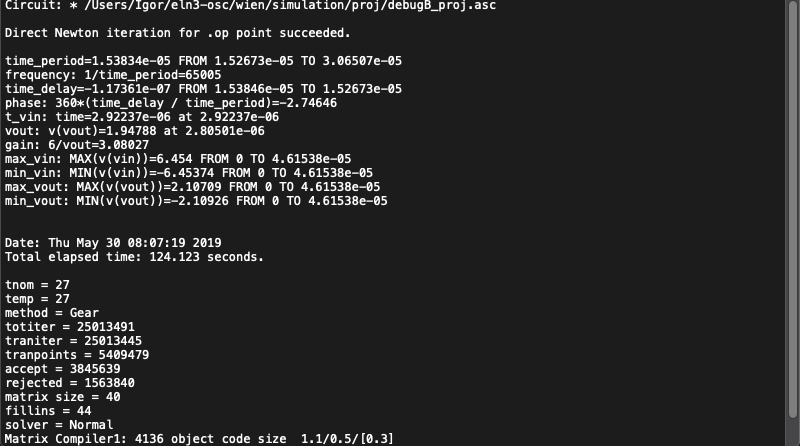 Circuit: * /Users/Igor/eln3-osc/wien/simulation/proj/debugB_proj.asc
Direct Newton iteration for .op point succeeded.
time_period=1.53834e-05 FROM 1.52673e-05 TO 3.06507e-05
frequency: 1/time_period=65005
time_delay=-1.17361e-07 FROM 1.53846e-05 TO 1.52673e-05
phase: 360*(time_delay / time_period)=-2.74646
t_vin: time=2.92237e-06 at 2.92237e-06
vout: v(vout)=1.94788 at 2.80501e-06
gain: 6/vout=3.08027
max_vin: MAX(v(vin))=6.454 FROM 0 TO 4.61538e-05
min_vin: MIN(v(vin))=-6.45374 FROM 0 TO 4.61538e-05
max_vout: MAX(v(vout))=2.10709 FROM 0 TO 4.61538e-05
min_vout: MIN(v(vout))=-2.10926 FROM 0 TO 4.61538e-05
Date: Thu May 30 08:07:19 2019
Total elapsed time: 124.123 seconds.
tnom = 27
temp = 27
method = Gear
totiter = 25013491
traniter = 25013445
tranpoints = 5409479
accept = 3845639
rejected = 1563840
matrix size = 40
fillins = 44
solver = Normal
Matrix Compiler1: 4136 object code size  1.1/0.5/[0.3]